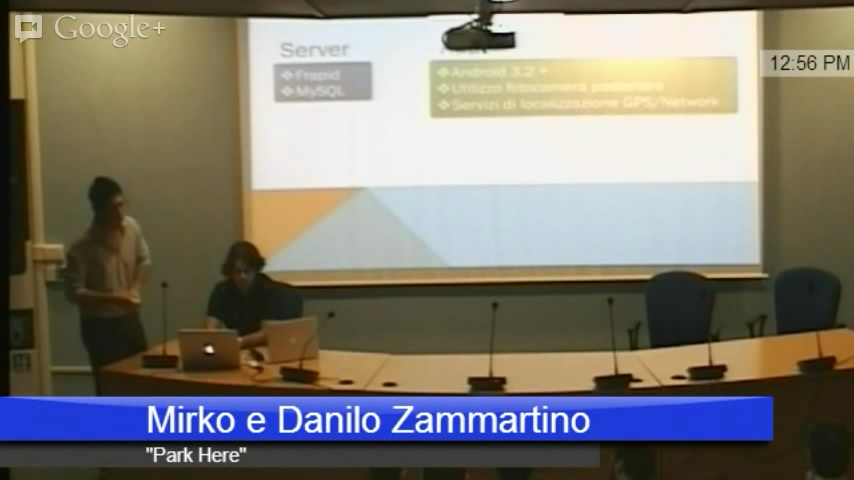 Google+
12:56 PM
Server
Frapid
MySQL
Android 3.2 +
Utilizzo fotocamera posteriore
Servizi di localizzazione GPS/Network
Mirko e Danilo Zammartino
"Park Here"